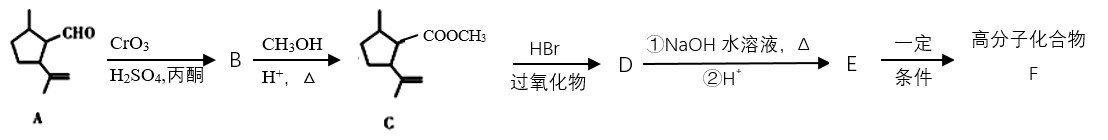 CHO
A
CrO₃
H₂SO₄,丙酮
B
CH₃OH
H⁺, △
COOCH₃
C
HBr
过氧化物
D
①NaOH 水溶液, △
②H⁺
E
一定
条件
高分子化合物
F